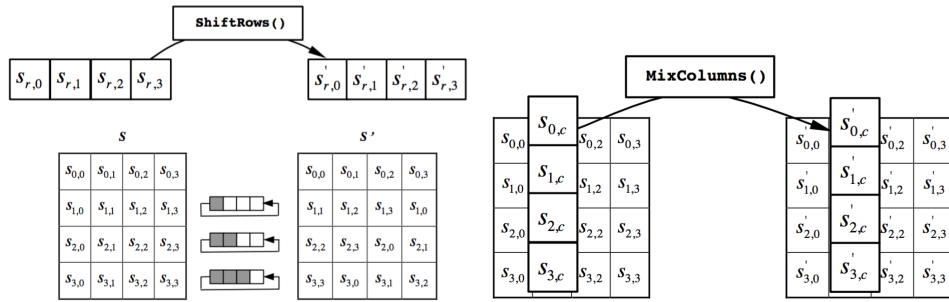 ShiftRows()
s_{r,0} s_{r,1} s_{r,2} s_{r,3} s'_{r,0} s'_{r,1} s'_{r,2} s'_{r,3}
S S'
s_{0,0} s_{0,1} s_{0,2} s_{0,3} s_{0,0} s_{0,1} s_{0,2} s_{0,3}
s_{1,0} s_{1,1} s_{1,2} s_{1,3} s_{1,1} s_{1,2} s_{1,3} s_{1,0}
s_{2,0} s_{2,1} s_{2,2} s_{2,3} s_{2,2} s_{2,3} s_{2,0} s_{2,1}
s_{3,0} s_{3,1} s_{3,2} s_{3,3} s_{3,3} s_{3,0} s_{3,1} s_{3,2}
MixColumns()
s_{0,0} s_{0,c} s_{0,2} s_{0,3} s'_{0,0} s'_{0,c} s'_{0,2} s'_{0,3}
s_{1,0} s_{1,c} s_{1,2} s_{1,3} s'_{1,0} s'_{1,c} s'_{1,2} s'_{1,3}
s_{2,0} s_{2,c} s_{2,2} s_{2,3} s'_{2,0} s'_{2,c} s'_{2,2} s'_{2,3}
s_{3,0} s_{3,c} s_{3,2} s_{3,3} s'_{3,0} s'_{3,c} s'_{3,2} s'_{3,3}